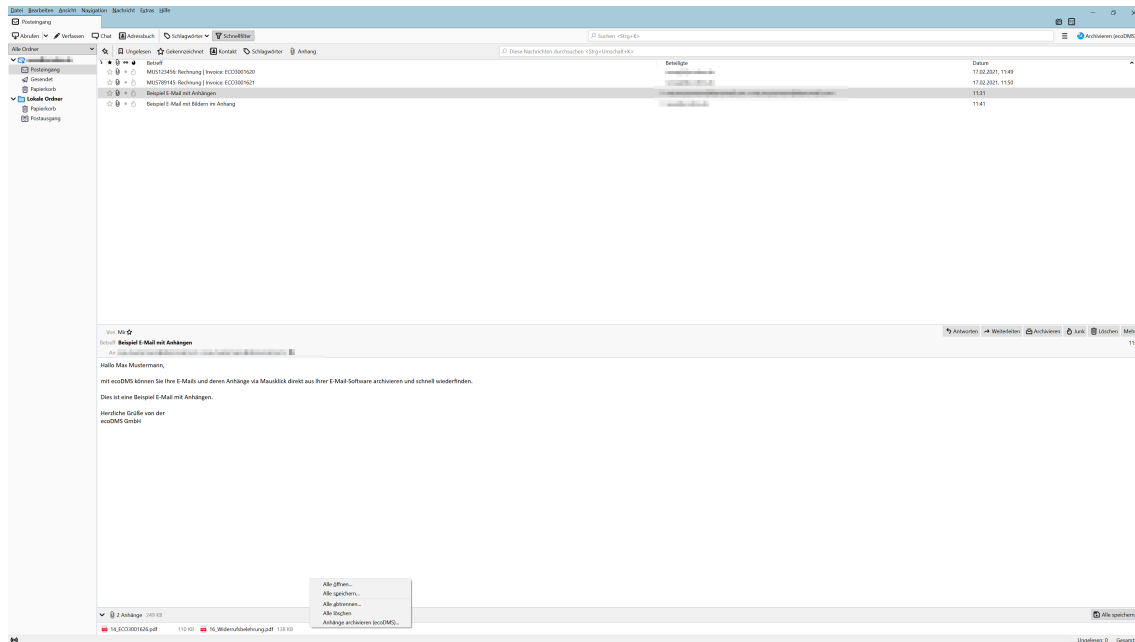 Datei Bearbeiten Ansicht Navigation Nachricht Extras Hilfe
Posteingang
Abrufen Verfassen Chat Adressbuch Schlagwörter Schnellfilter
Suchen <Strg+K>
Archivieren (ecoDMS)
Alle Ordner
Ungelesen Gekennzeichnet Kontakt Schlagwörter Anhang
Diese Nachrichten durchsuchen <Strg+Umschalt+K>
Betreff Beteiligte Datum
Posteingang
Gesendet
Papierkorb
Lokale Ordner
Papierkorb
Postausgang
MUS123456: Rechnung | Invoice: ECO3001620 17.02.2021, 11:49
MUS789145: Rechnung | Invoice: ECO3001621 17.02.2021, 11:50
Beispiel E-Mail mit Anhängen 11:31
Beispiel E-Mail mit Bildern im Anhang 11:41
Von Mir
Antworten Weiterleiten Archivieren Junk Löschen Meh
Betreff Beispiel E-Mail mit Anhängen 11:
An
Hallo Max Mustermann,
mit ecoDMS können Sie Ihre E-Mails und deren Anhänge via Mausklick direkt aus Ihrer E-Mail-Software archivieren und schnell wiederfinden.
Dies ist eine Beispiel E-Mail mit Anhängen.
Herzliche Grüße von der
ecoDMS GmbH
Alle öffnen...
Alle speichern...
Alle abtrennen...
Alle löschen
Anhänge archivieren (ecoDMS)...
2 Anhänge 249 KB
Alle speichern
14_ECO3001626.pdf 110 KB 16_Widerrufsbelehrung.pdf 138 KB
Ungelesen: 0 Gesamt